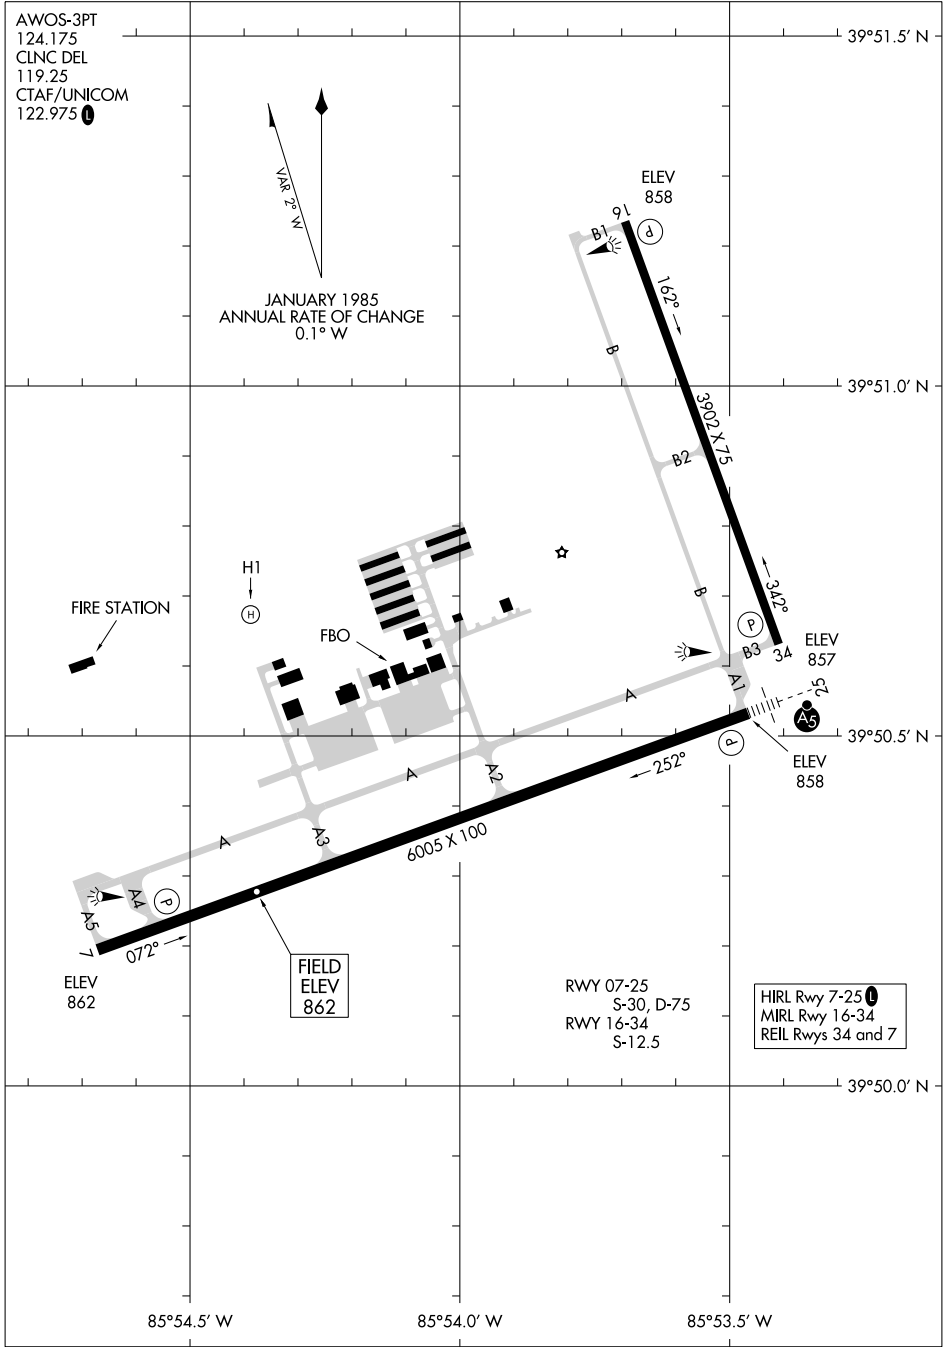 AWOS-3PT
124.175
CLNC DEL
119.25
CTAF/UNICOM
122.975 L
39°51.5' N
VAR 2° W
JANUARY 1985
ANNUAL RATE OF CHANGE
0.1° W
ELEV
858
16
P
B1
162°
B
39°51.0' N
3902 X 75
B2
H1
H
FIRE STATION
FBO
B
342°
P
B3
34
ELEV
857
A1
25
A5
A
39°50.5' N
P
ELEV
858
252°
A
A2
A
A3
6005 X 100
A4
P
A5
7
072°
ELEV
862
FIELD
ELEV
862
RWY 07-25
S-30, D-75
RWY 16-34
S-12.5
HIRL Rwy 7-25 L
MIRL Rwy 16-34
REIL Rwys 34 and 7
39°50.0' N
85°54.5' W
85°54.0' W
85°53.5' W